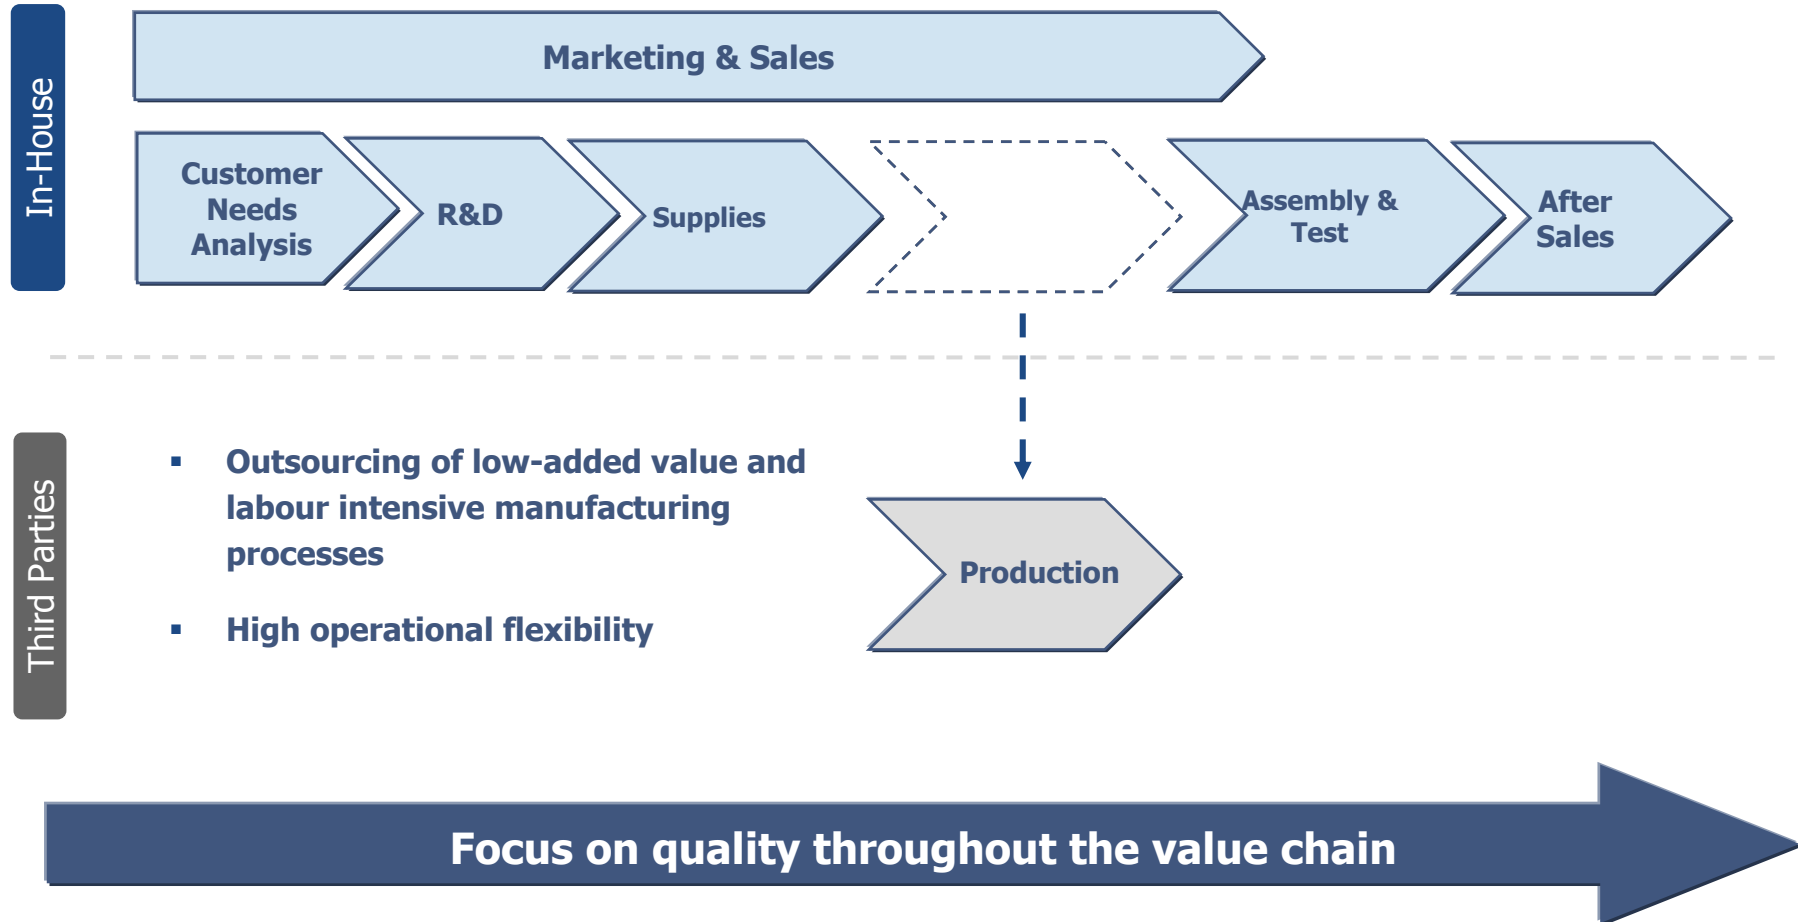 In-House
Marketing & Sales
Customer
Needs
Analysis
R&D
Supplies
Assembly &
Test
After
Sales
Third Parties
▪ Outsourcing of low-added value and
labour intensive manufacturing
processes
▪ High operational flexibility
Production
Focus on quality throughout the value chain